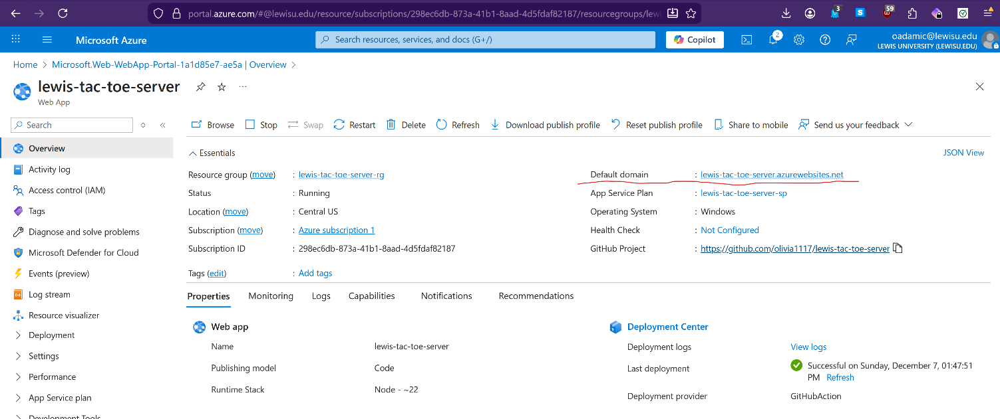 portal.azure.com/#@lewisu.edu/resource/subscriptions/298ec6db-873a-41b1-8aad-4d5fdaf82187/resourcegroups/lewi
3
S
59
Microsoft Azure
Search resources, services, and docs (G+/)
Copilot
2
oadamic@lewisu.edu
LEWIS UNIVERSITY (LEWISU.EDU)
Home > Microsoft.Web-WebApp-Portal-1a1d85e7-ae5a | Overview >
lewis-tac-toe-server
Web App
Search
Browse Stop Swap Restart Delete Refresh Download publish profile Reset publish profile Share to mobile Send us your feedback
Overview
Activity log
Access control (IAM)
Tags
Diagnose and solve problems
Microsoft Defender for Cloud
Events (preview)
Log stream
Resource visualizer
Deployment
Settings
Performance
App Service plan
Development Tools
Essentials
JSON View
Resource group (move) : lewis-tac-toe-server-rg
Status : Running
Location (move) : Central US
Subscription (move) : Azure subscription 1
Subscription ID : 298ec6db-873a-41b1-8aad-4d5fdaf82187
Default domain : lewis-tac-toe-server.azurewebsites.net
App Service Plan : lewis-tac-toe-server-sp
Operating System : Windows
Health Check : Not Configured
GitHub Project : https://github.com/olivia1117/lewis-tac-toe-server
Tags (edit) : Add tags
Properties Monitoring Logs Capabilities Notifications Recommendations
Web app
Name lewis-tac-toe-server
Publishing model Code
Runtime Stack Node - ~22
Deployment Center
Deployment logs View logs
Last deployment Successful on Sunday, December 7, 01:47:51
PM Refresh
Deployment provider GitHubAction